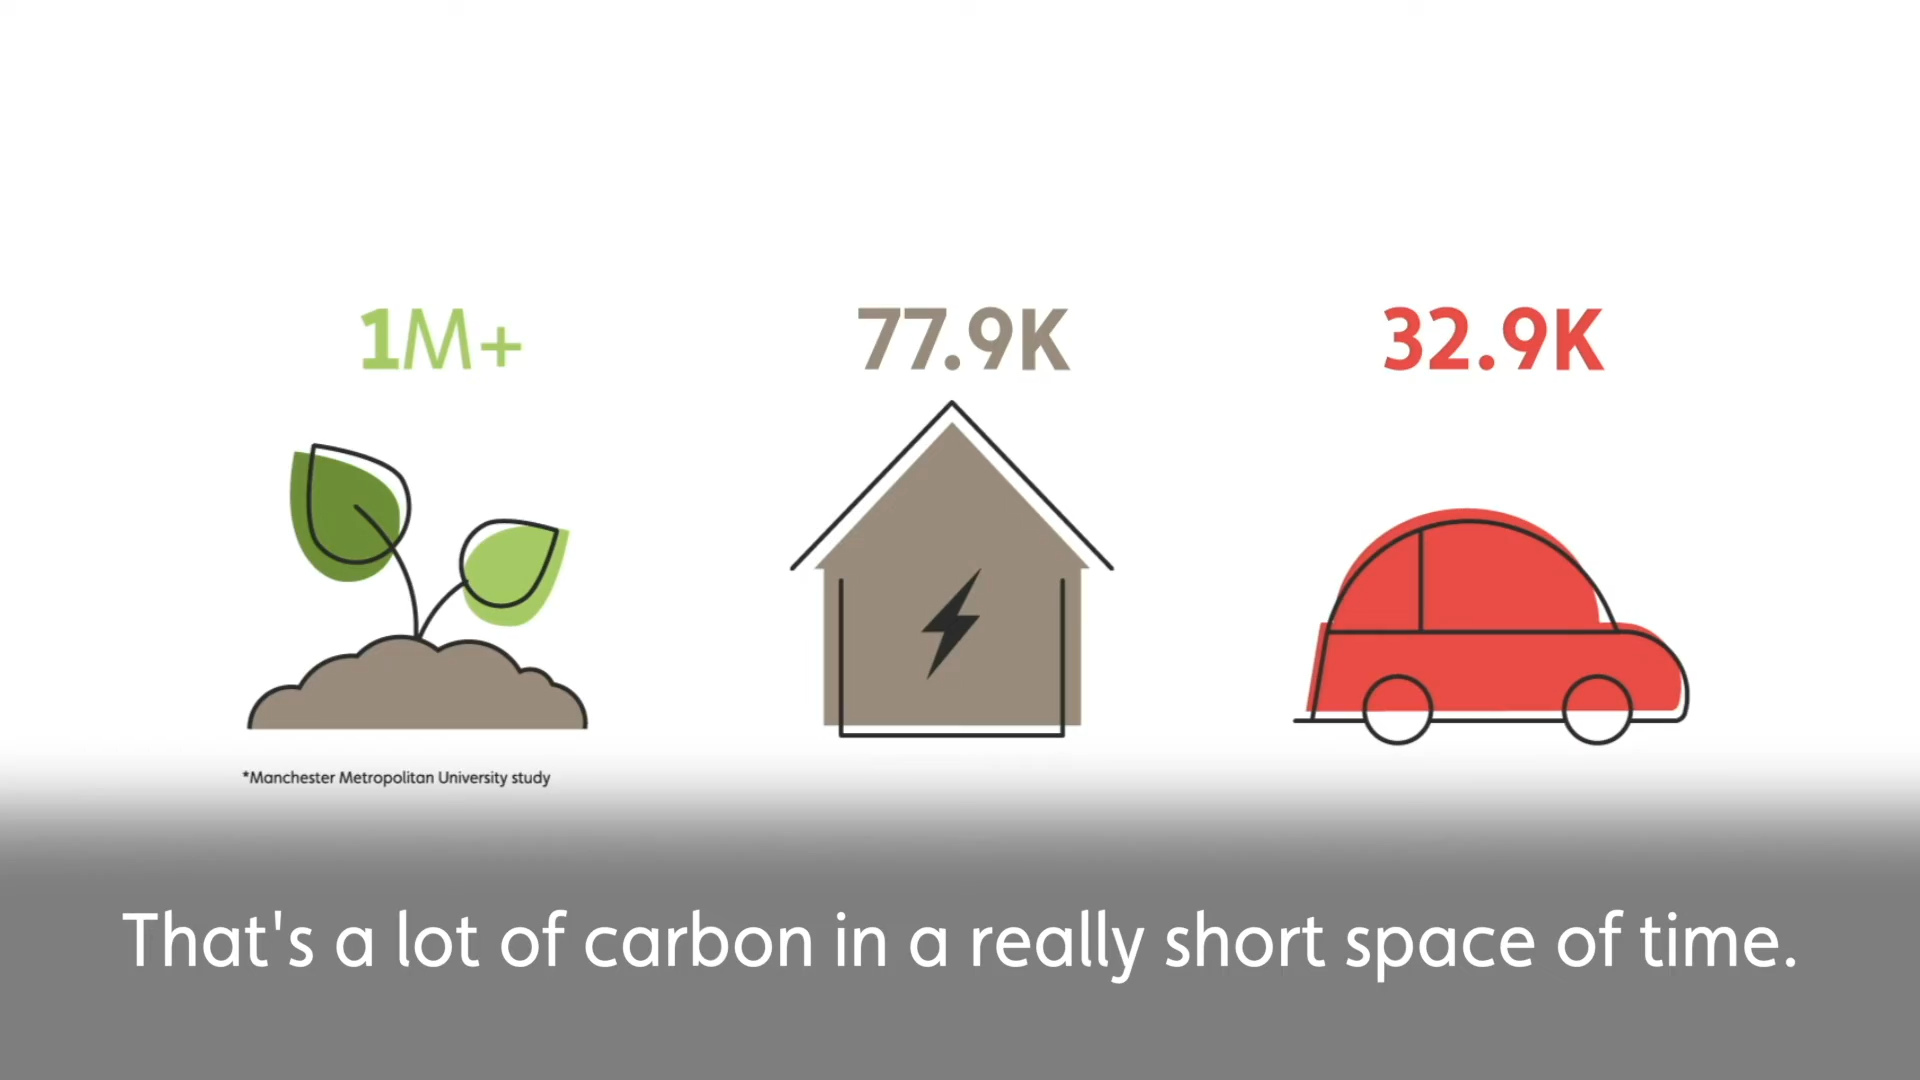 1M+
77.9K
32.9K
*Manchester Metropolitan University study
That's a lot of carbon in a really short space of time.